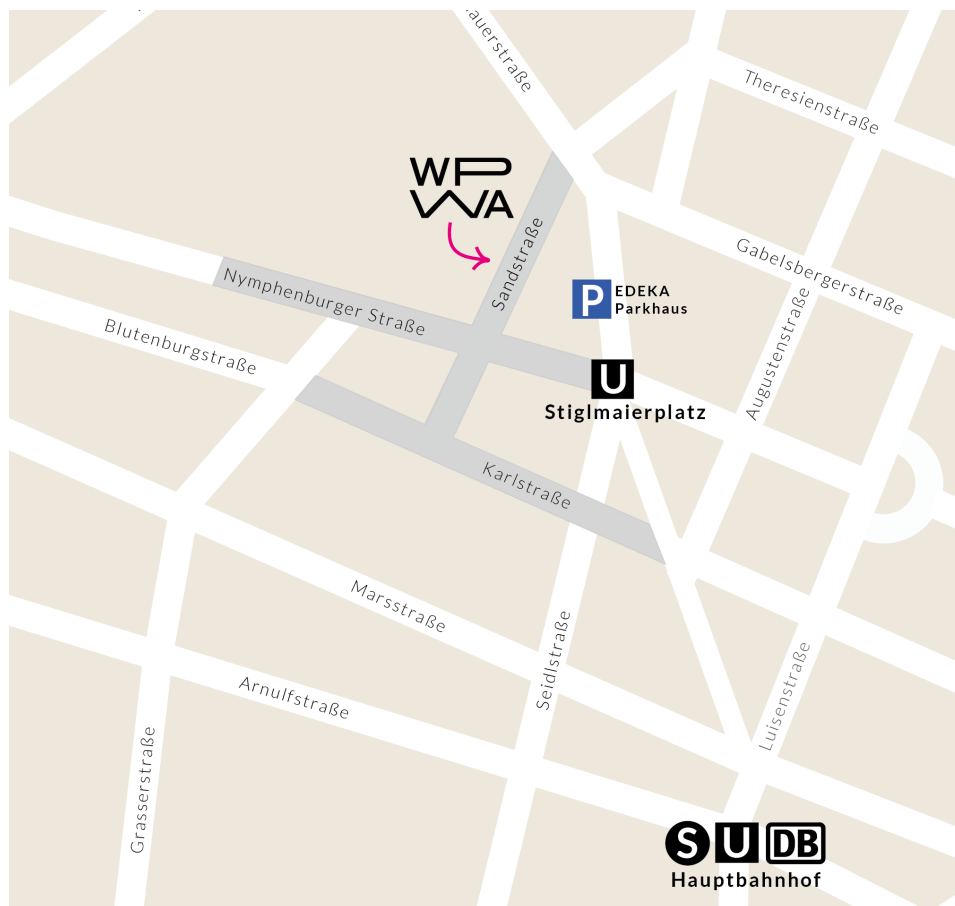 auerstraße
Theresienstraße
WP
WA
Sandstraße
Gabelsbergerstraße
Nymphenburger Straße
P EDEKA
Parkhaus
Blutenburgstraße
Augustenstraße
U
Stiglmaierplatz
Karlstraße
Marsstraße
Seidlstraße
Luisenstraße
Arnulfstraße
Grasserstraße
S U DB
Hauptbahnhof